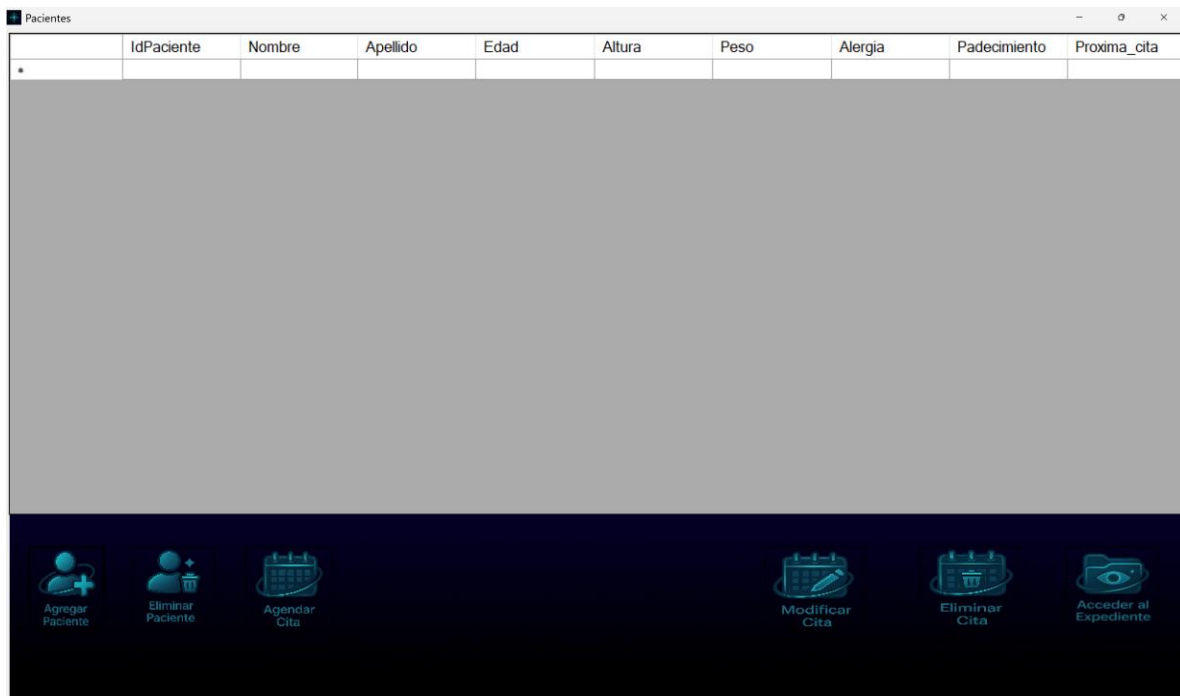 Pacientes
IdPaciente Nombre Apellido Edad Altura Peso Alergia Padecimiento Proxima_cita
Agregar
Paciente
Eliminar
Paciente
Agendar
Cita
Modificar
Cita
Eliminar
Cita
Acceder al
Expediente